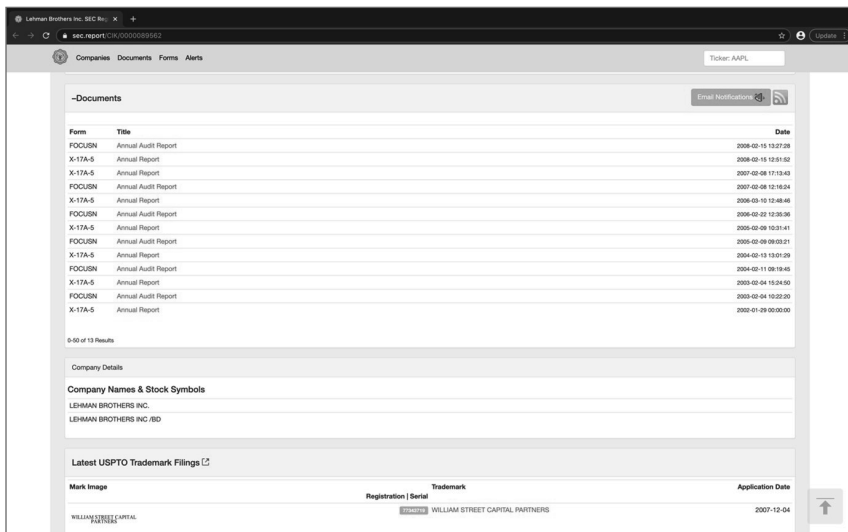 Lehman Brothers Inc. SEC Rep
sec.report/CIK/0000089562
Update
Companies Documents Forms Alerts
Ticker: AAPL
–Documents
Email Notifications
Form Title Date
FOCUSN Annual Audit Report 2008-02-15 13:27:28
X-17A-5 Annual Report 2008-02-15 12:51:52
X-17A-5 Annual Report 2007-02-08 17:13:43
FOCUSN Annual Audit Report 2007-02-08 12:16:24
X-17A-5 Annual Report 2006-03-10 12:48:46
FOCUSN Annual Audit Report 2006-02-22 12:35:36
X-17A-5 Annual Report 2005-02-09 10:31:41
FOCUSN Annual Audit Report 2005-02-09 09:03:21
X-17A-5 Annual Report 2004-02-13 13:01:29
FOCUSN Annual Audit Report 2004-02-11 09:19:45
X-17A-5 Annual Report 2003-02-04 15:24:50
FOCUSN Annual Audit Report 2003-02-04 10:22:20
X-17A-5 Annual Report 2002-01-29 00:00:00
0-50 of 13 Results
Company Details
Company Names & Stock Symbols
LEHMAN BROTHERS INC.
LEHMAN BROTHERS INC /BD
Latest USPTO Trademark Filings
Mark Image Trademark Application Date
Registration | Serial
WILLIAM STREET CAPITAL PARTNERS 2007-12-04
WILLIAM STREET CAPITAL
PARTNERS